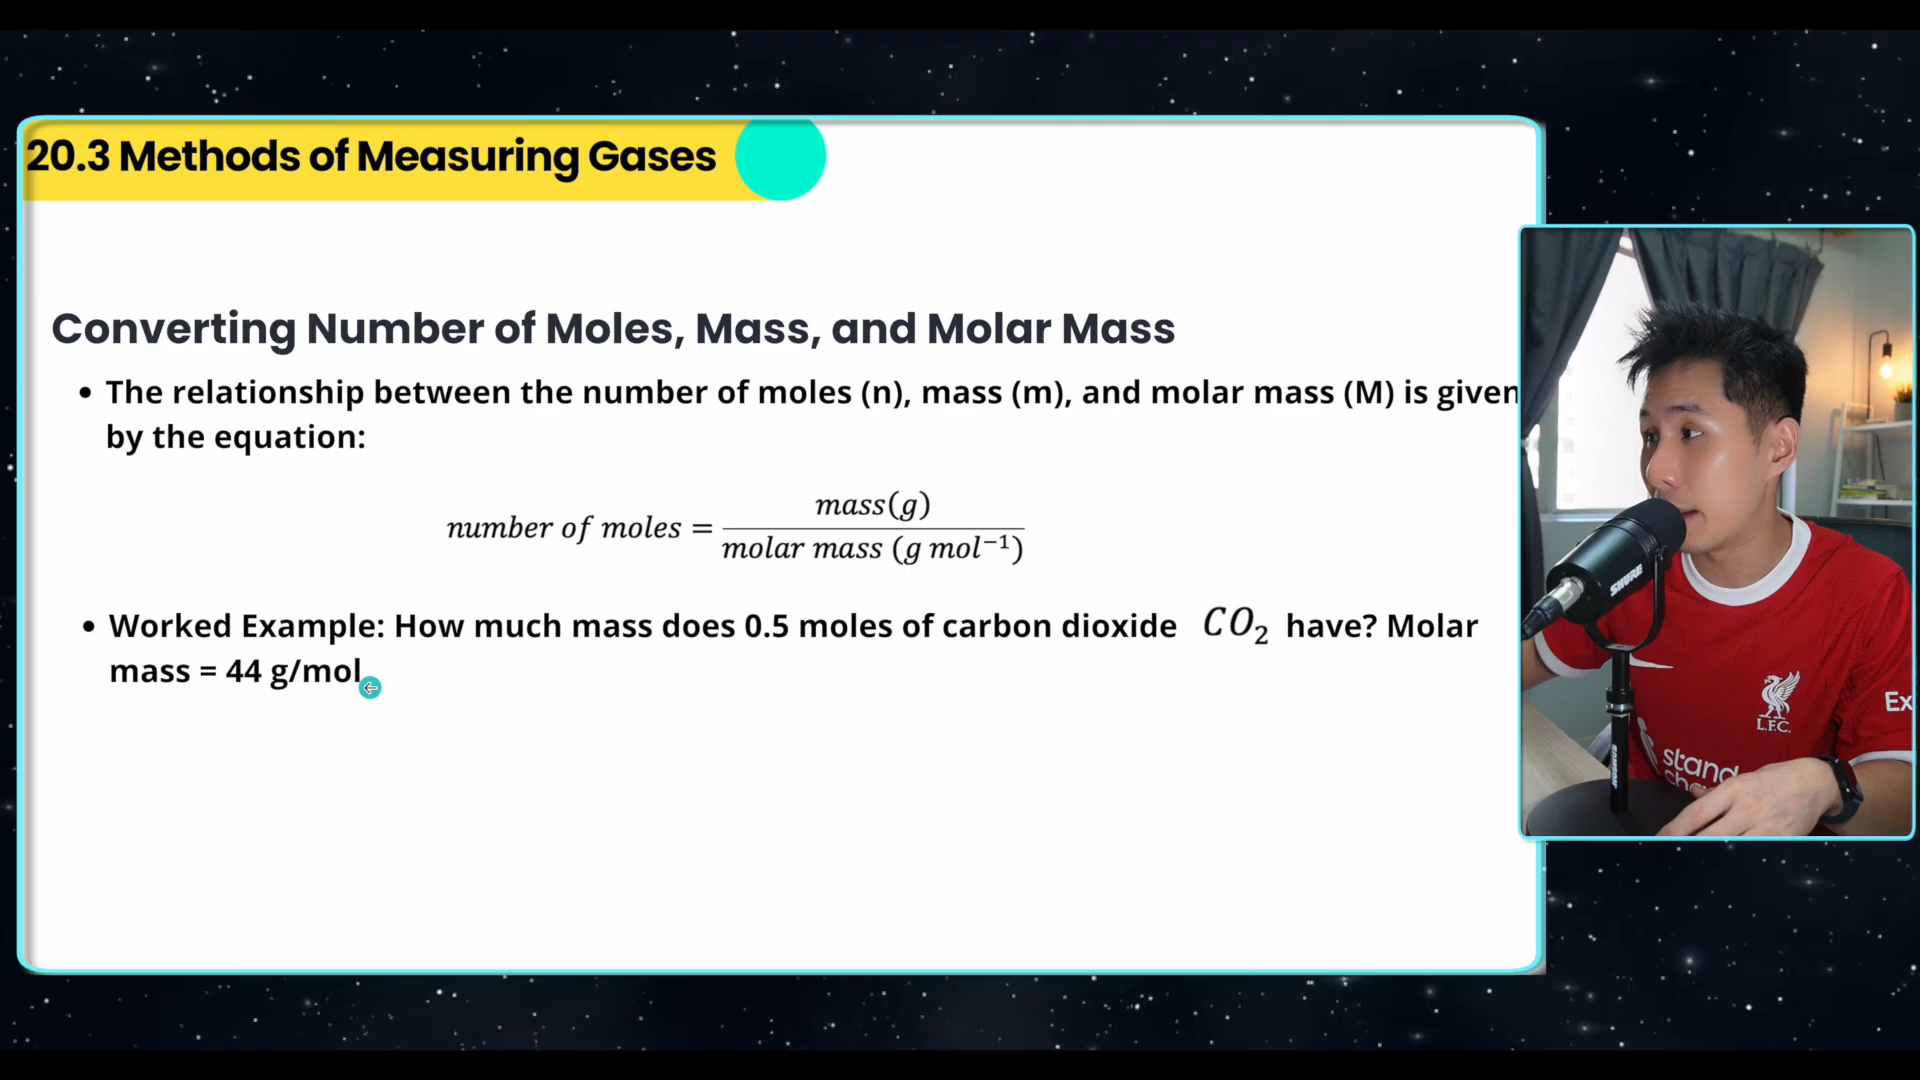 20.3 Methods of Measuring Gases
Converting Number of Moles, Mass, and Molar Mass
• The relationship between the number of moles (n), mass (m), and molar mass (M) is given
by the equation:
number of moles = mass(g) / molar mass (g mol⁻¹)
• Worked Example: How much mass does 0.5 moles of carbon dioxide CO₂ have? Molar
mass = 44 g/mol
SHURE
SAMSON
L.F.C.
Ex
stand